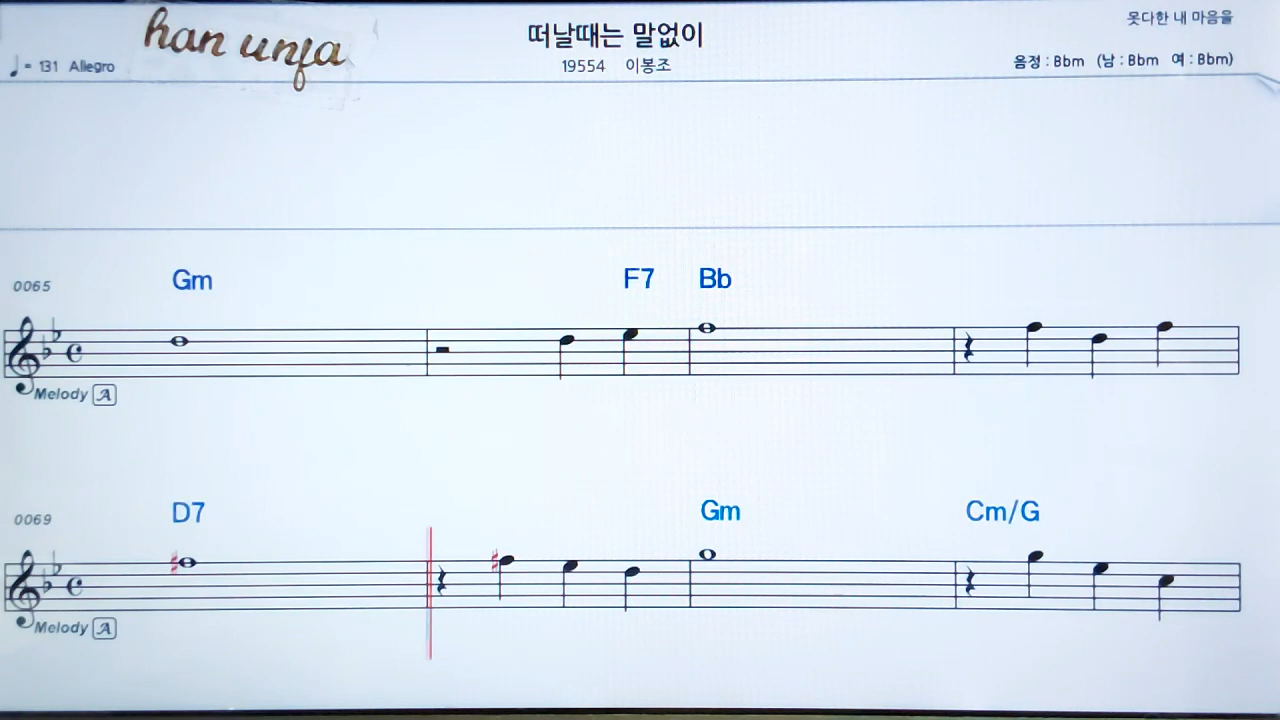 han unfa
떠날때는 말없이
못다한 내 마음을
♩= 131 Allegro
19554 이봉조
음정 : Bbm (남 : Bbm 여 : Bbm)
0065 Gm F7 Bb
Melody A
0069 D7 Gm Cm/G
Melody A